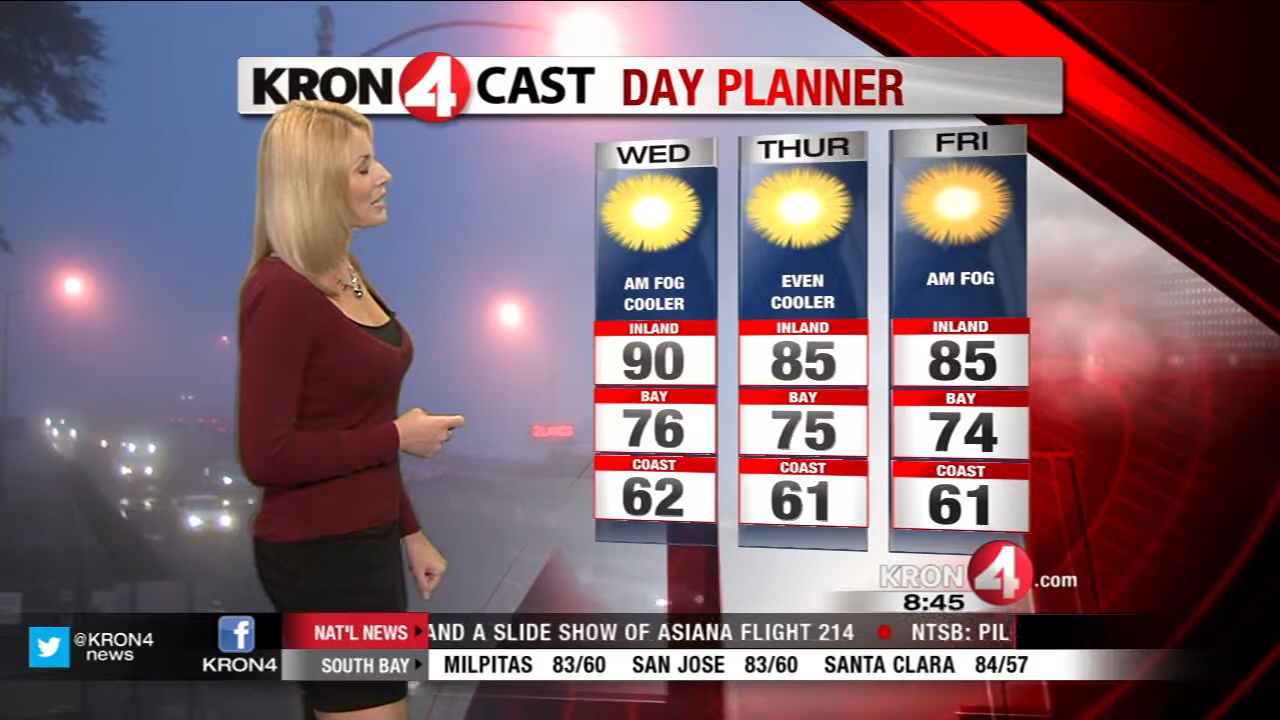 KRON 4 CAST DAY PLANNER
WED
AM FOG
COOLER
INLAND
90
BAY
76
COAST
62
THUR
EVEN
COOLER
INLAND
85
BAY
75
COAST
61
FRI
AM FOG
INLAND
85
BAY
74
COAST
61
KRON4.com
8:45
@KRON4
news
KRON4
NAT'L NEWS AND A SLIDE SHOW OF ASIANA FLIGHT 214 NTSB: PIL
SOUTH BAY MILPITAS 83/60 SAN JOSE 83/60 SANTA CLARA 84/57